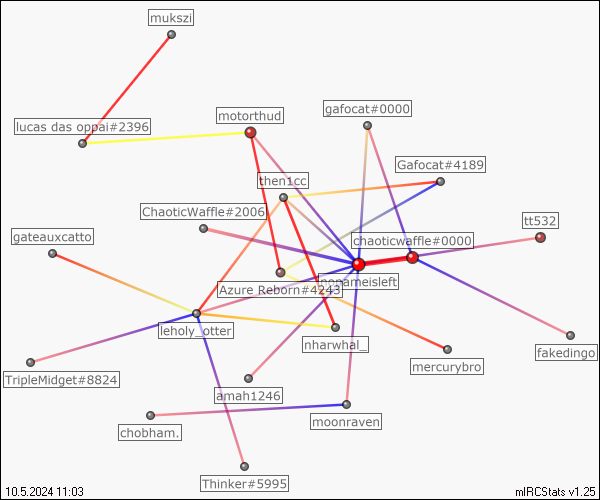 mukszi
lucas das oppai#2396
motorthud
gafocat#0000
Gafocat#4189
then1cc
ChaoticWaffle#2006
tt532
gateauxcatto
chaoticwaffle#0000
nonameisleft
Azure Reborn#4243
leholy_otter
nharwhal_
fakedingo
mercurybro
TripleMidget#8824
amah1246
moonraven
chobham.
Thinker#5995
10.5.2024 11:03
mIRCStats v1.25